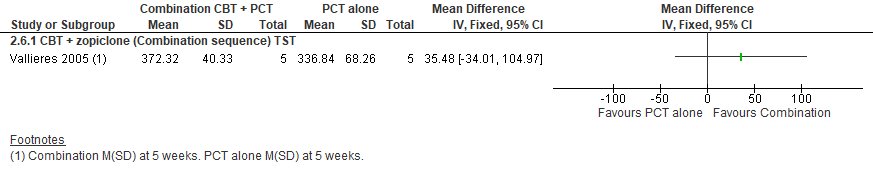 Combination CBT + PCT PCT alone Mean Difference Mean Difference
Study or Subgroup Mean SD Total Mean SD Total IV, Fixed, 95% CI IV, Fixed, 95% CI
2.6.1 CBT + zopiclone (Combination sequence) TST
Vallieres 2005 (1) 372.32 40.33 5 336.84 68.26 5 35.48 [-34.01, 104.97]
-100 -50 0 50 100
Favours PCT alone Favours Combination
Footnotes
(1) Combination M(SD) at 5 weeks. PCT alone M(SD) at 5 weeks.